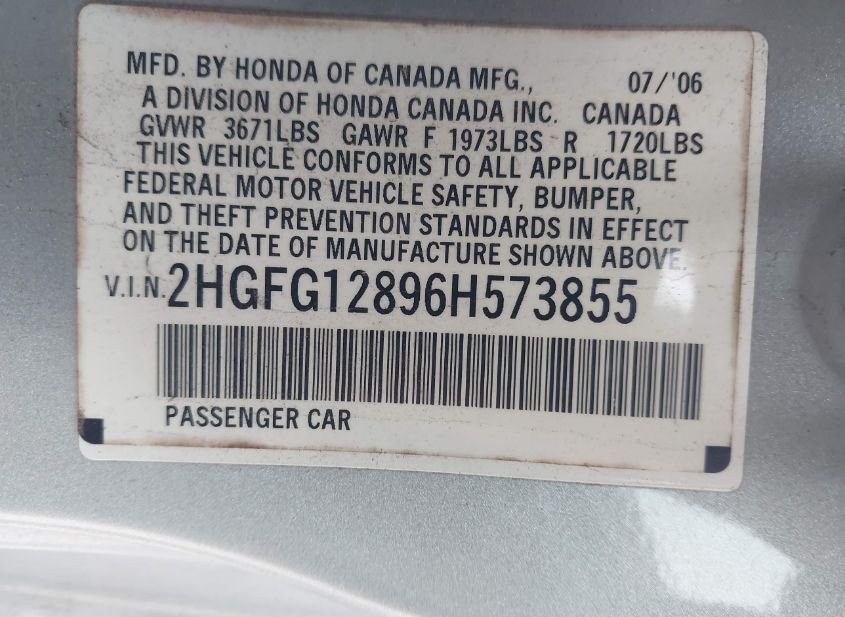 MFD. BY HONDA OF CANADA MFG., 07/'06
A DIVISION OF HONDA CANADA INC. CANADA
GVWR 3671LBS GAWR F 1973LBS R 1720LBS
THIS VEHICLE CONFORMS TO ALL APPLICABLE
FEDERAL MOTOR VEHICLE SAFETY, BUMPER,
AND THEFT PREVENTION STANDARDS IN EFFECT
ON THE DATE OF MANUFACTURE SHOWN ABOVE.
V.I.N. 2HGFG12896H573855
PASSENGER CAR